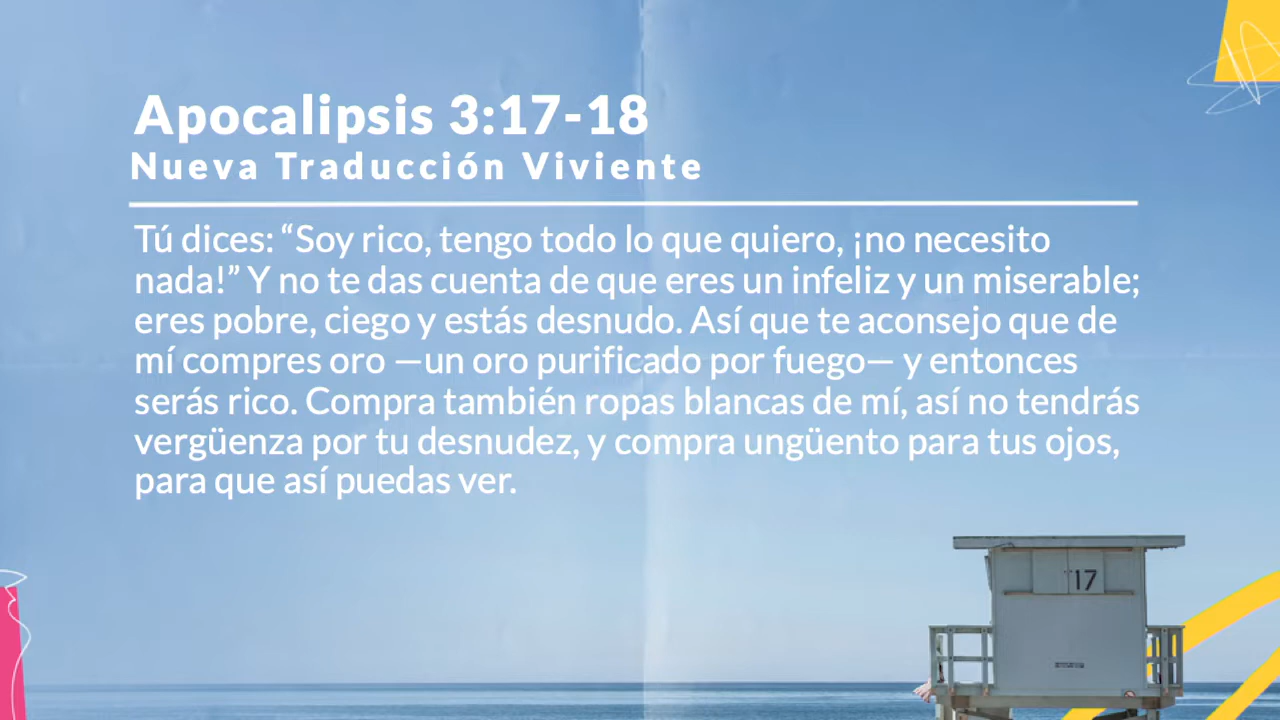 Apocalipsis 3:17-18
Nueva Traducción Viviente
Tú dices: “Soy rico, tengo todo lo que quiero, ¡no necesito
nada!” Y no te das cuenta de que eres un infeliz y un miserable;
eres pobre, ciego y estás desnudo. Así que te aconsejo que de
mí compres oro —un oro purificado por fuego— y entonces
serás rico. Compra también ropas blancas de mí, así no tendrás
vergüenza por tu desnudez, y compra ungüento para tus ojos,
para que así puedas ver.
17